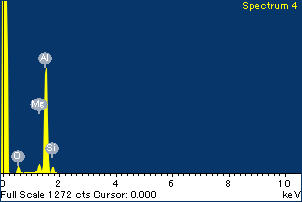 Spectrum 4
Al
Mg
Si
O
0 2 4 6 8 10
Full Scale 1272 cts Cursor: 0.000 keV